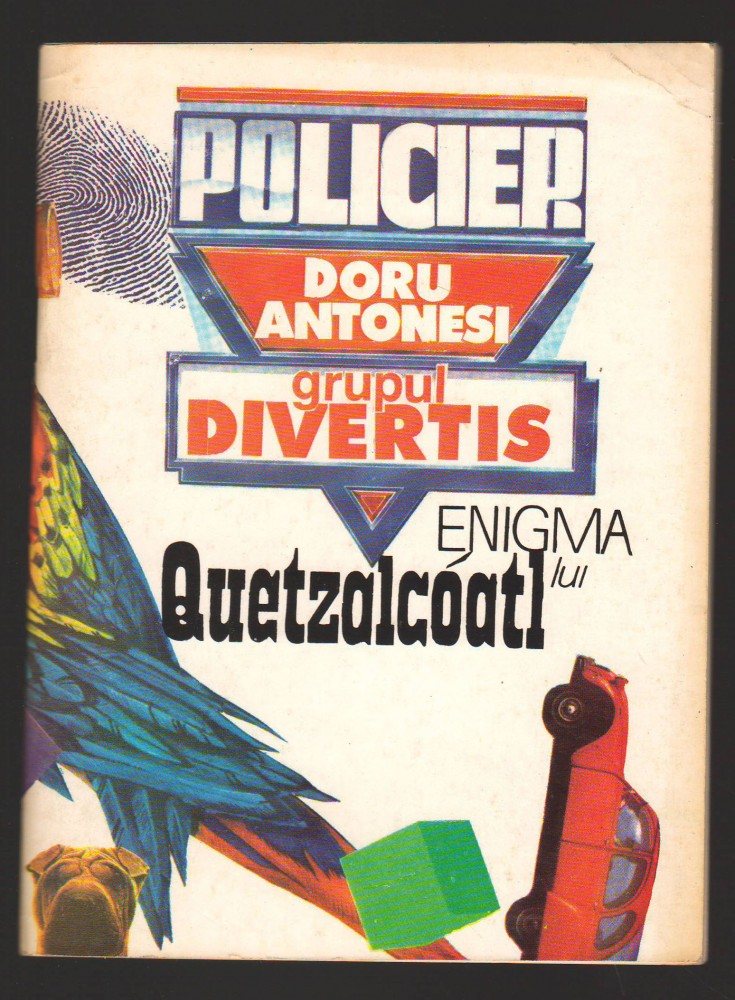 POLICIER
DORU
ANTONESI
grupul
DIVERTIS
ENIGMA
lui
Quetzalcóatl